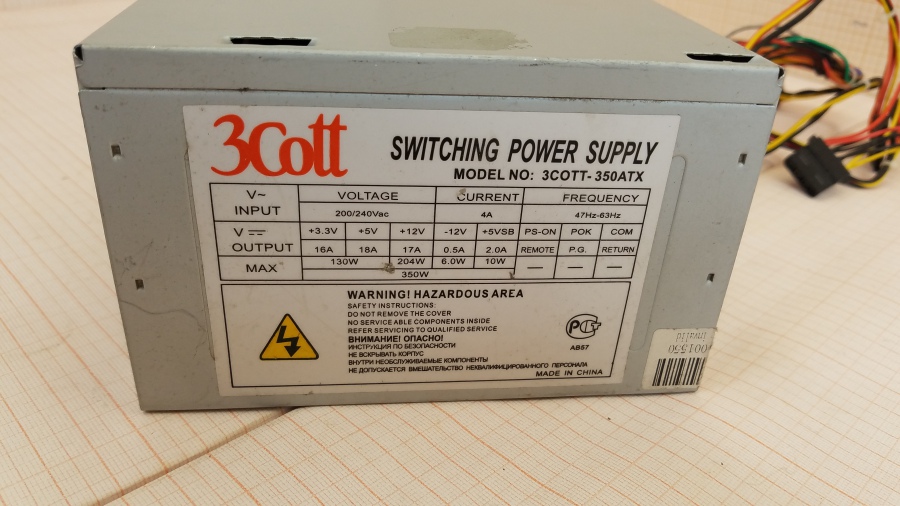 3Cott
SWITCHING POWER SUPPLY
MODEL NO: 3COTT-350ATX
V~ INPUT VOLTAGE CURRENT FREQUENCY
200/240Vac 4A 47Hz-63Hz
V⎓ OUTPUT +3.3V +5V +12V -12V +5VSB PS-ON POK COM
16A 18A 17A 0.5A 2.0A REMOTE P.G. RETURN
MAX 130W 204W 6.0W 10W — — —
350W
WARNING! HAZARDOUS AREA
SAFETY INSTRUCTIONS:
DO NOT REMOVE THE COVER
NO SERVICE ABLE COMPONENTS INSIDE
REFER SERVICING TO QUALIFIED SERVICE
ВНИМАНИЕ! ОПАСНО!
ИНСТРУКЦИЯ ПО БЕЗОПАСНОСТИ
НЕ ВСКРЫВАТЬ КОРПУС
ВНУТРИ НЕОБСЛУЖИВАЕМЫЕ КОМПОНЕНТЫ
НЕ ДОПУСКАЕТСЯ ВМЕШАТЕЛЬСТВО НЕКВАЛИФИЦИРОВАННОГО ПЕРСОНАЛА
MADE IN CHINA
АВ57
Invalid
001550